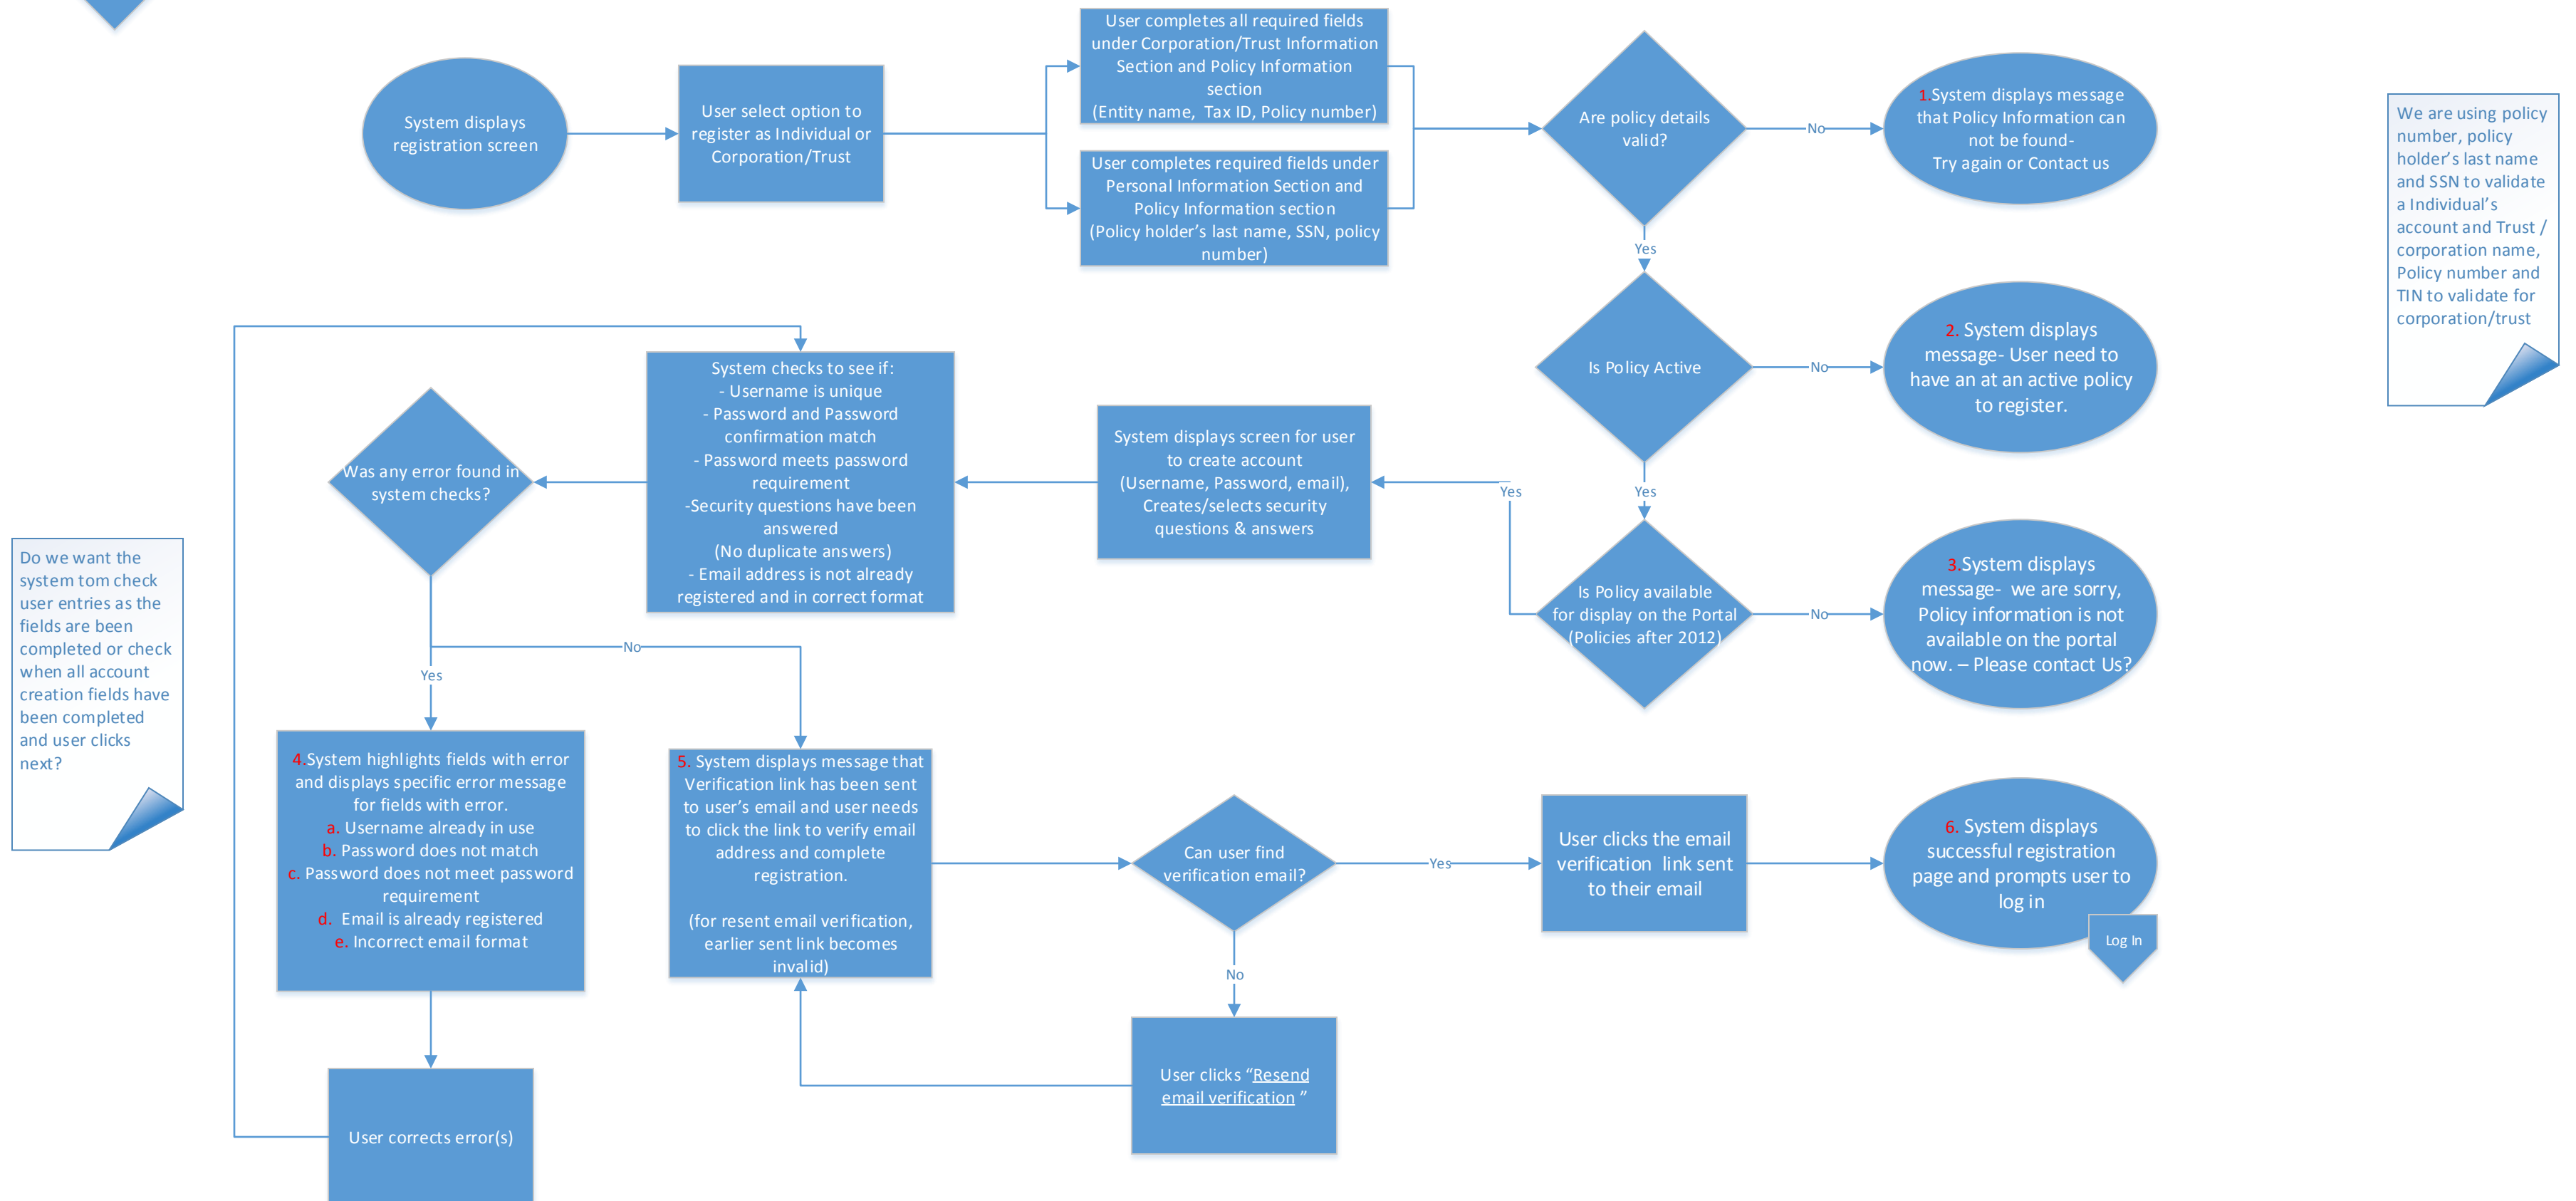 System displays
registration screen
User select option to
register as Individual or
Corporation/Trust
User completes all required fields
under Corporation/Trust Information
Section and Policy Information
section
(Entity name,  Tax ID, Policy number)
User completes required fields under
Personal Information Section and
Policy Information section
(Policy holder’s last name, SSN, policy
number)
Are policy details
valid?
No
1.System displays message
that Policy Information can
not be found-
Try again or Contact us
We are using policy
number, policy
holder’s last name
and SSN to validate
a Individual’s
account and Trust /
corporation name,
Policy number and
TIN to validate for
corporation/trust
Yes
Is Policy Active
No
2. System displays
message- User need to
have an at an active policy
to register.
Yes
Is Policy available
for display on the Portal
(Policies after 2012)
No
3.System displays
message-  we are sorry,
Policy information is not
available on the portal
now. – Please contact Us?
Yes
System displays screen for user
to create account
(Username, Password, email),
Creates/selects security
questions & answers
System checks to see if:
- Username is unique
- Password and Password
confirmation match
- Password meets password
requirement
-Security questions have been
answered
(No duplicate answers)
- Email address is not already
registered and in correct format
Was any error found in
system checks?
Do we want the
system tom check
user entries as the
fields are been
completed or check
when all account
creation fields have
been completed
and user clicks
next?
No
Yes
4.System highlights fields with error
and displays specific error message
for fields with error.
a. Username already in use
b. Password does not match
c. Password does not meet password
requirement
d.  Email is already registered
e. Incorrect email format
User corrects error(s)
5. System displays message that
Verification link has been sent
to user’s email and user needs
to click the link to verify email
address and complete
registration.
(for resent email verification,
earlier sent link becomes
invalid)
Can user find
verification email?
Yes
User clicks the email
verification  link sent
to their email
6. System displays
successful registration
page and prompts user to
log in
Log In
No
User clicks “Resend
email verification ”